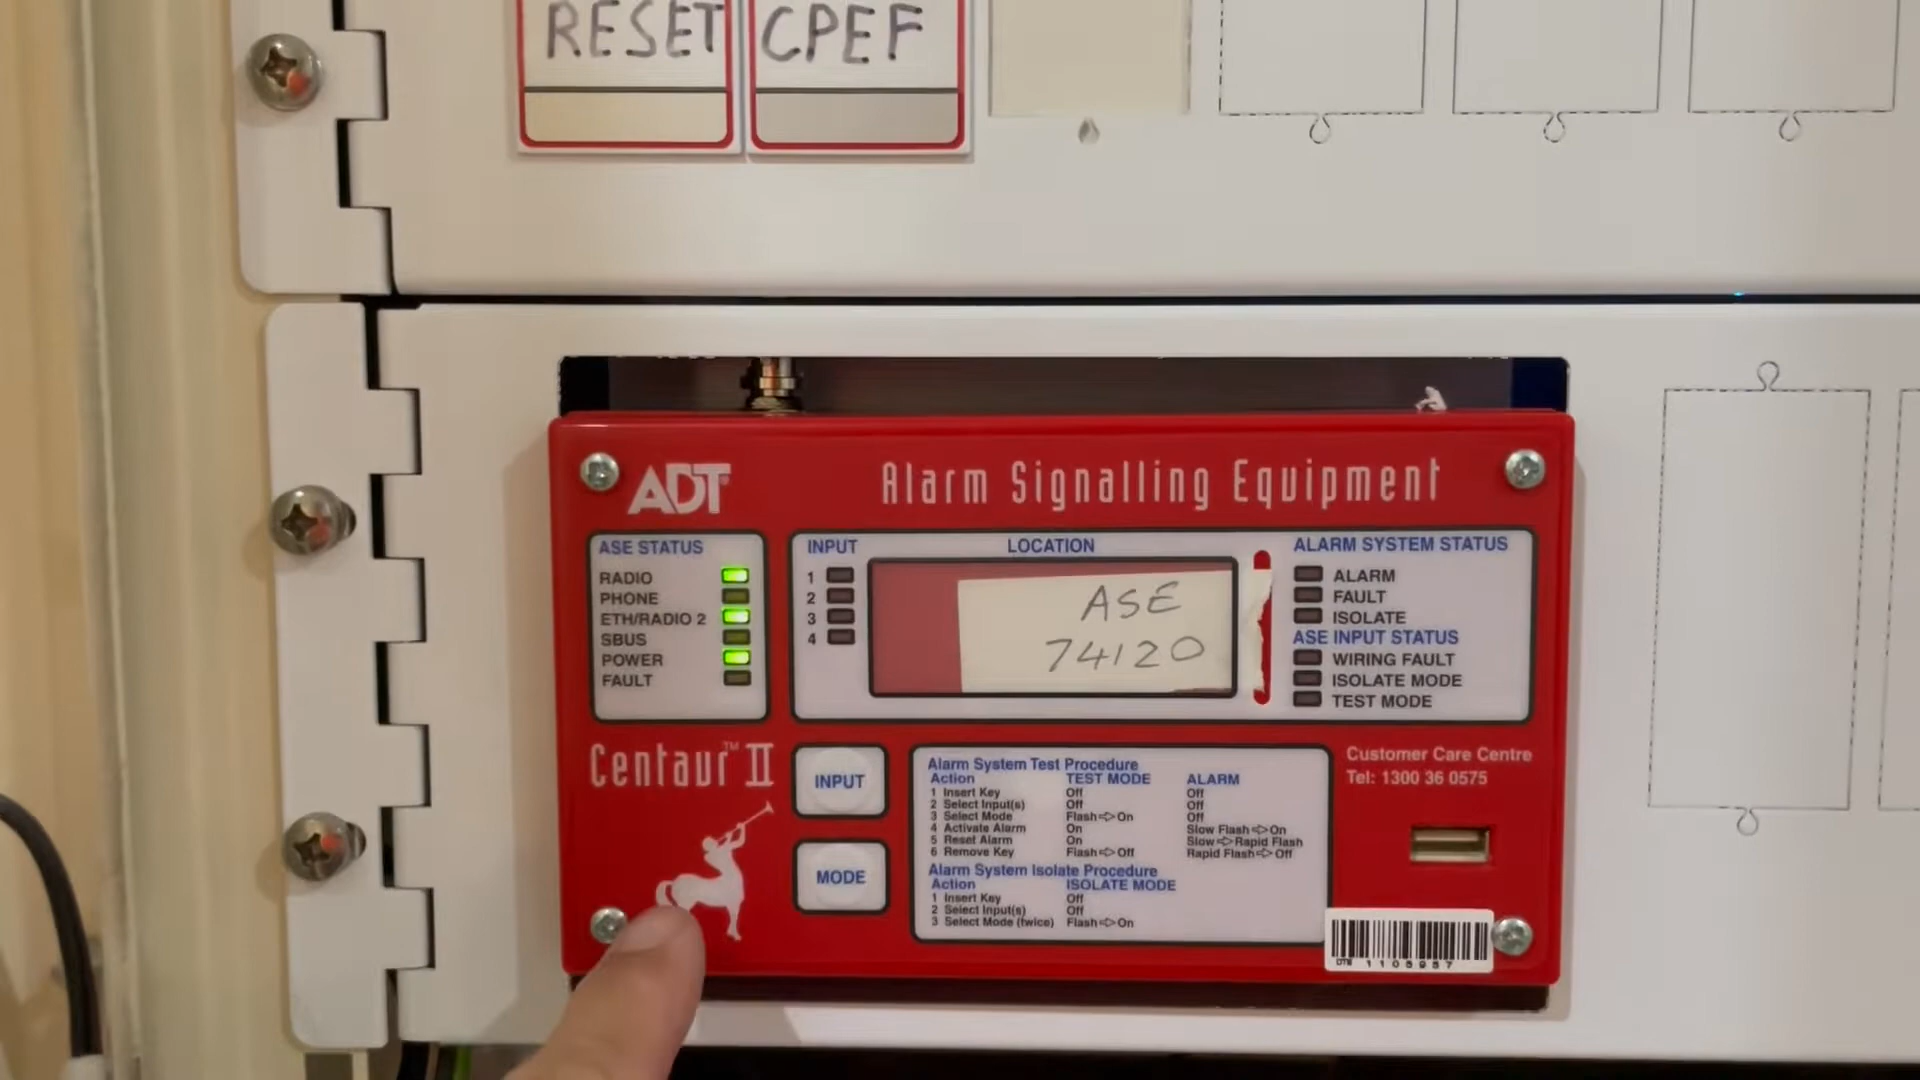 RESET CPEF
ADT Alarm Signalling Equipment
ASE STATUS
RADIO
PHONE
ETH/RADIO 2
SBUS
POWER
FAULT
INPUT
1
2
3
4
LOCATION
ASE
74120
ALARM SYSTEM STATUS
ALARM
FAULT
ISOLATE
ASE INPUT STATUS
WIRING FAULT
ISOLATE MODE
TEST MODE
Centaur™ II
INPUT
MODE
Alarm System Test Procedure
Action TEST MODE ALARM
1 Insert Key Off Off
2 Select Input(s) Off Off
3 Select Mode Flash⇨On Off
4 Activate Alarm On Slow Flash⇨On
5 Reset Alarm On Slow⇨Rapid Flash
6 Remove Key Flash⇨Off Rapid Flash⇨Off
Alarm System Isolate Procedure
Action ISOLATE MODE
1 Insert Key Off
2 Select Input(s) Off
3 Select Mode (twice) Flash⇨On
Customer Care Centre
Tel: 1300 36 0575